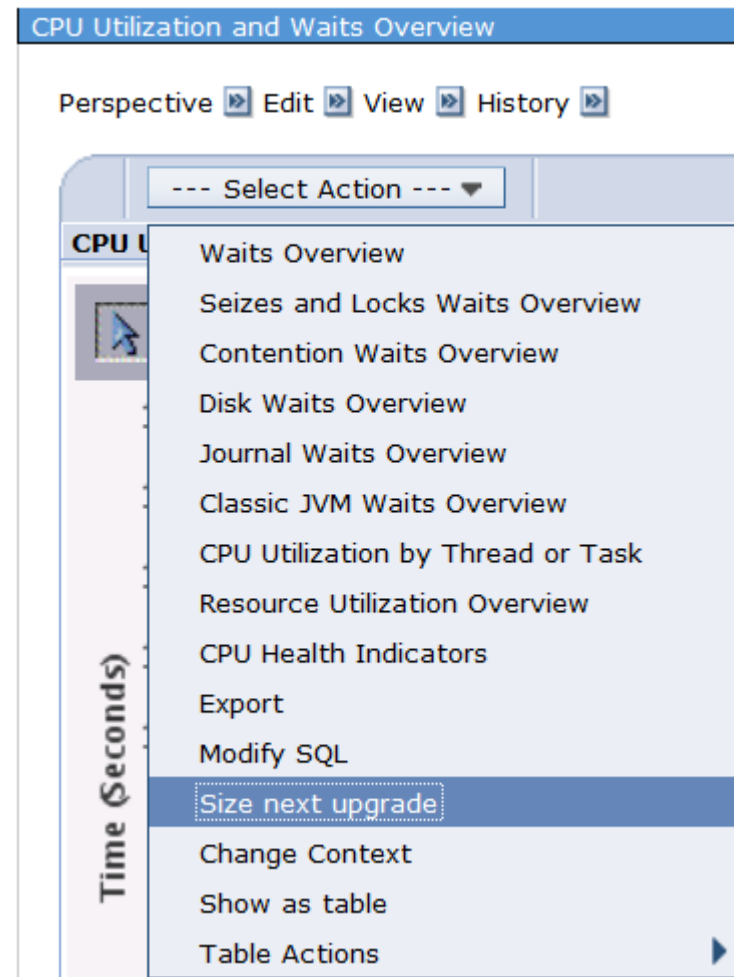 CPU Utilization and Waits Overview
Perspective Edit View History
--- Select Action ---
CPU U
Waits Overview
Seizes and Locks Waits Overview
Contention Waits Overview
Disk Waits Overview
Journal Waits Overview
Classic JVM Waits Overview
CPU Utilization by Thread or Task
Resource Utilization Overview
CPU Health Indicators
Export
Modify SQL
Size next upgrade
Change Context
Show as table
Table Actions
Time (Seconds)